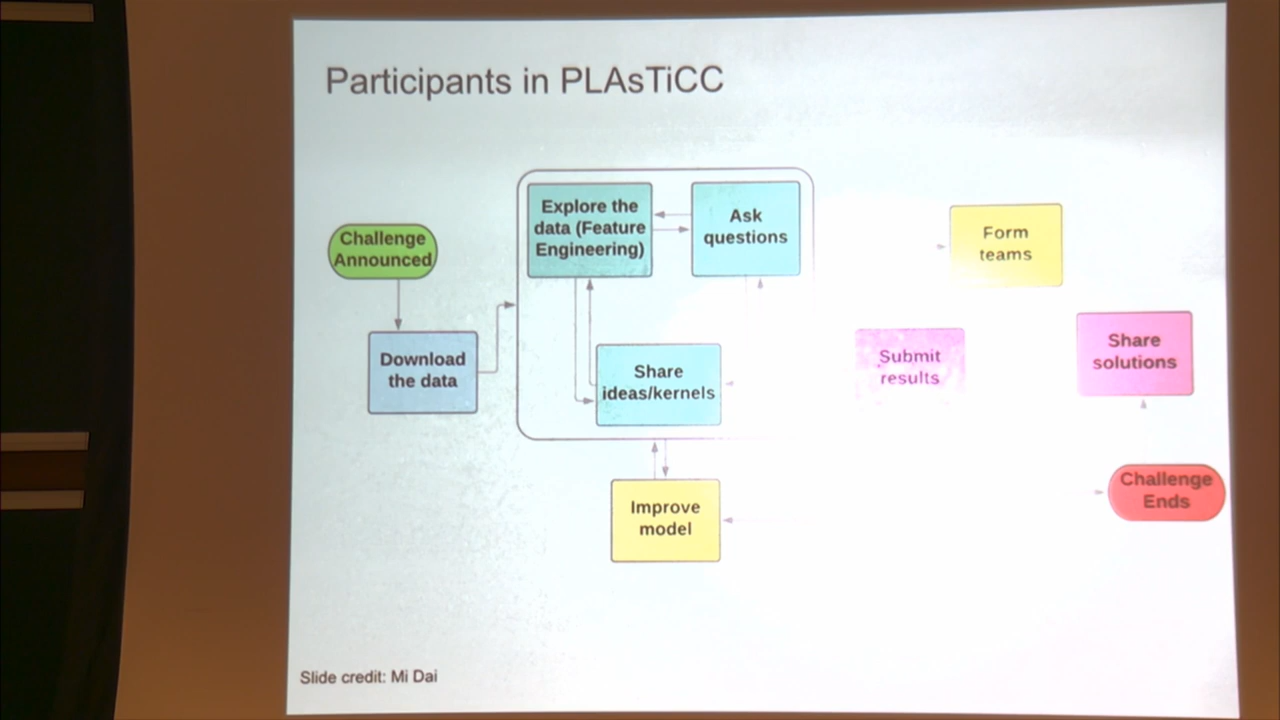 Participants in PLAsTiCC
Challenge
Announced
Download
the data
Explore the
data (Feature
Engineering)
Ask
questions
Share
ideas/kernels
Improve
model
Submit
results
Form
teams
Share
solutions
Challenge
Ends
Slide credit: Mi Dai